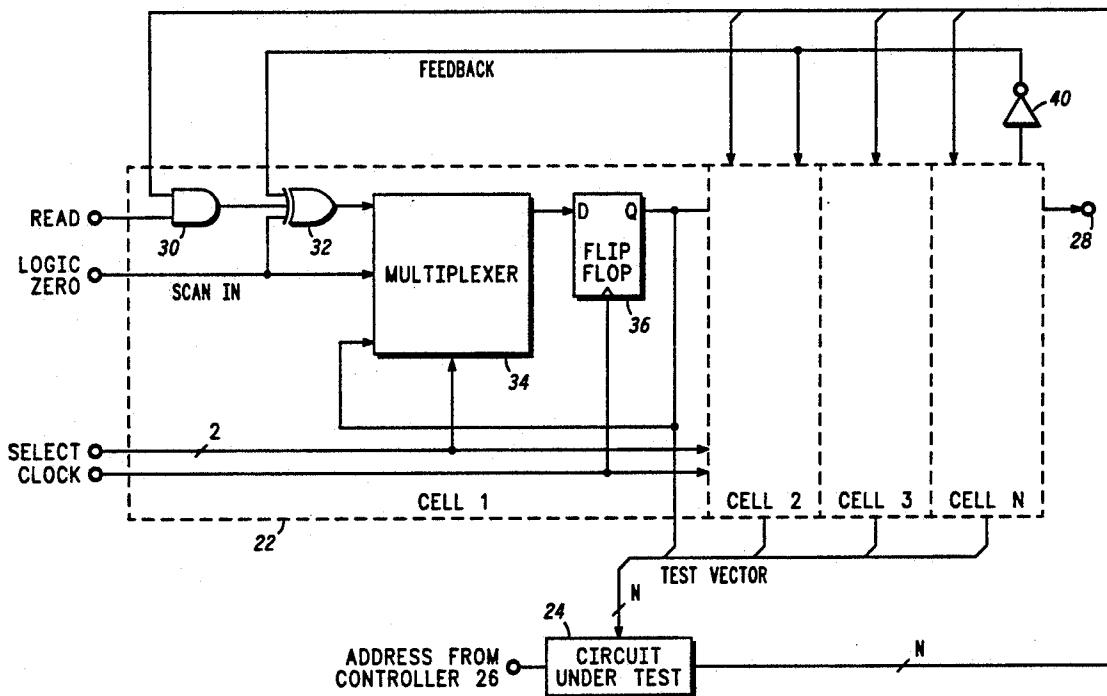 FEEDBACK
40
READ
30
32
MULTIPLEXER
D Q
FLIP
FLOP
36
28
LOGIC
ZERO
SCAN IN
34
2
SELECT
CLOCK
CELL 1
CELL 2
CELL 3
CELL N
22
TEST VECTOR
N
24
ADDRESS FROM
CONTROLLER 26
CIRCUIT
UNDER TEST
N